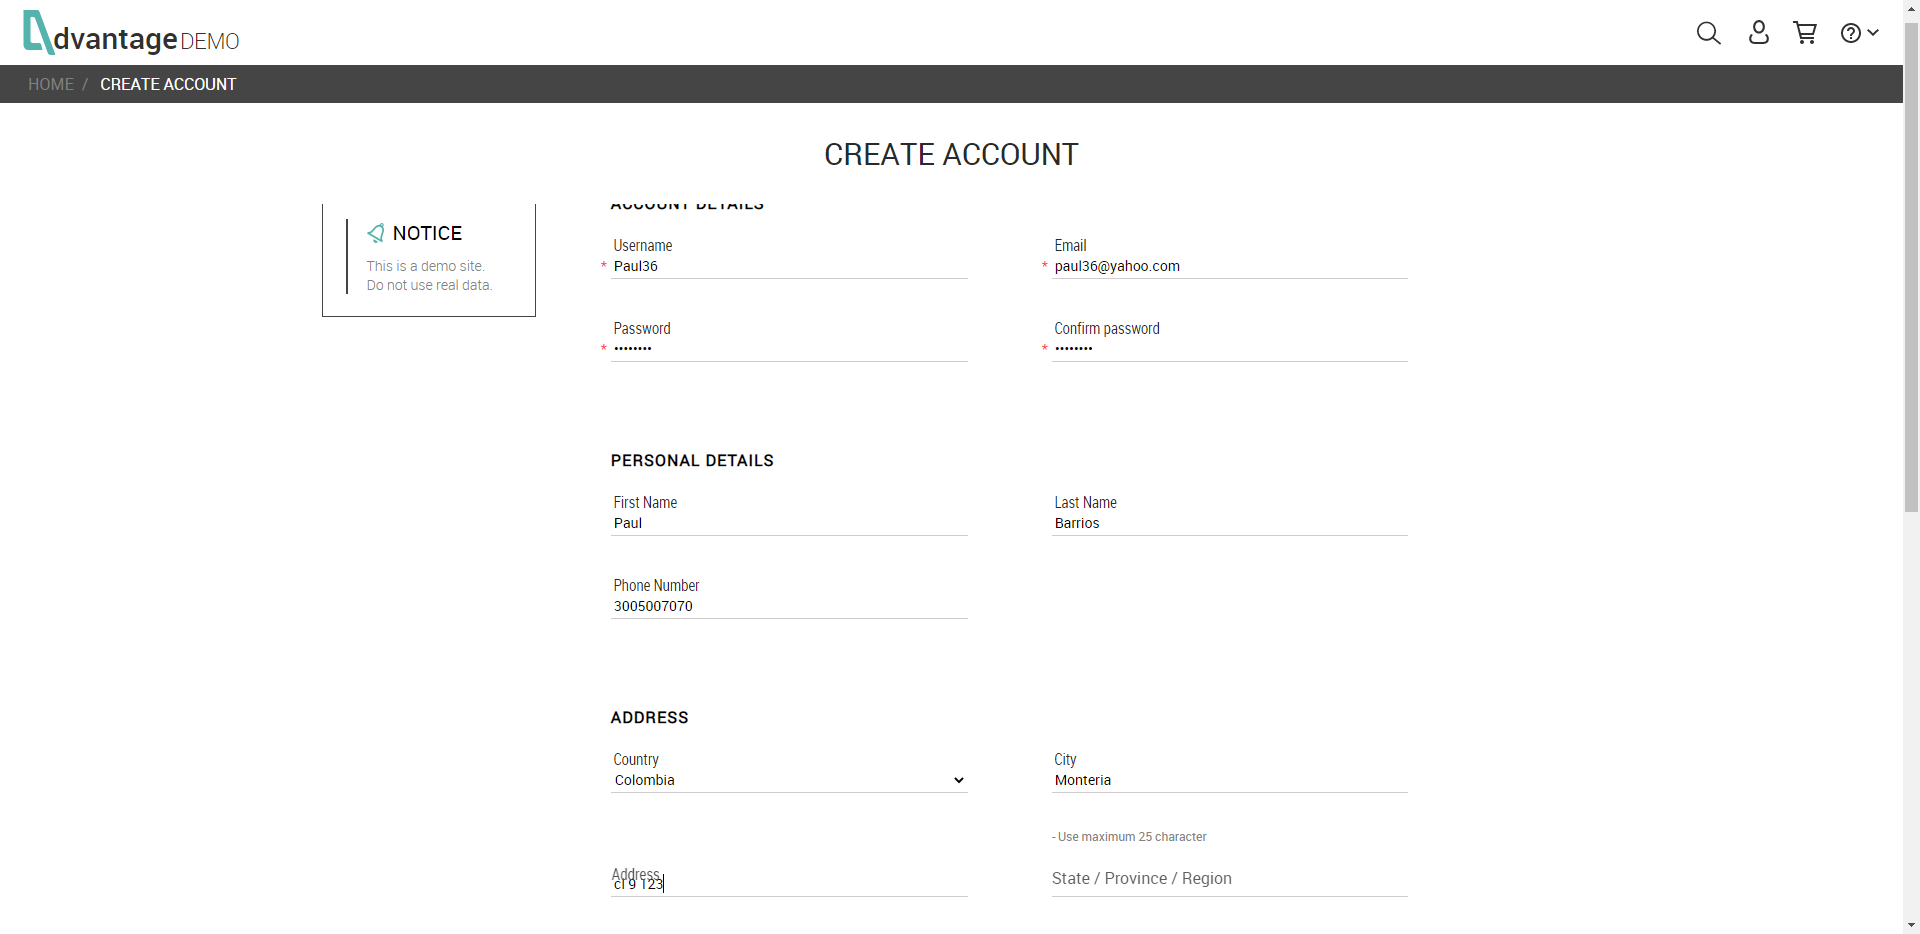 dvantage DEMO
HOME / CREATE ACCOUNT
CREATE ACCOUNT
NOTICE
This is a demo site.
Do not use real data.
ACCOUNT DETAILS
Username
* Paul36
Email
* paul36@yahoo.com
Password
* ••••••••
Confirm password
* ••••••••
PERSONAL DETAILS
First Name
Paul
Last Name
Barrios
Phone Number
3005007070
ADDRESS
Country
Colombia
City
Monteria
- Use maximum 25 character
Address
cl 9 123
State / Province / Region